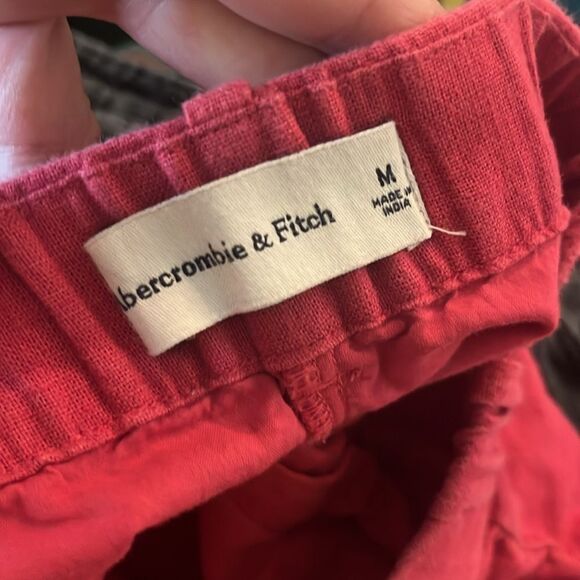 Abercrombie & Fitch
M
MADE IN
INDIA